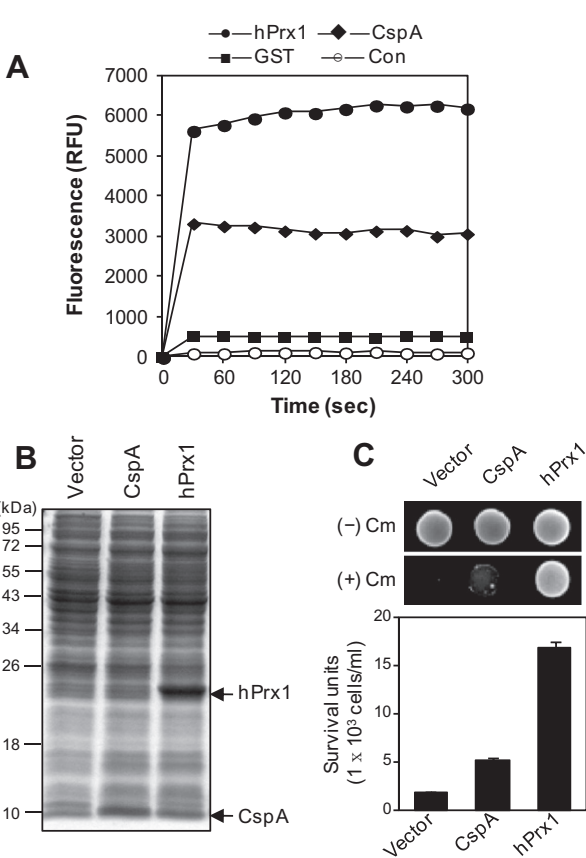 hPrx1 CspA
GST Con
A
7000
6000
5000
4000
3000
2000
1000
0
Fluorescence (RFU)
0 60 120 180 240 300
Time (sec)
B
Vector CspA hPrx1
(kDa)
95
72
55
43
34
26
18
10
hPrx1
CspA
C
Vector CspA hPrx1
(−) Cm
(+) Cm
20
15
10
5
0
Survival units
(1 x 10³ cells/ml)
Vector CspA hPrx1